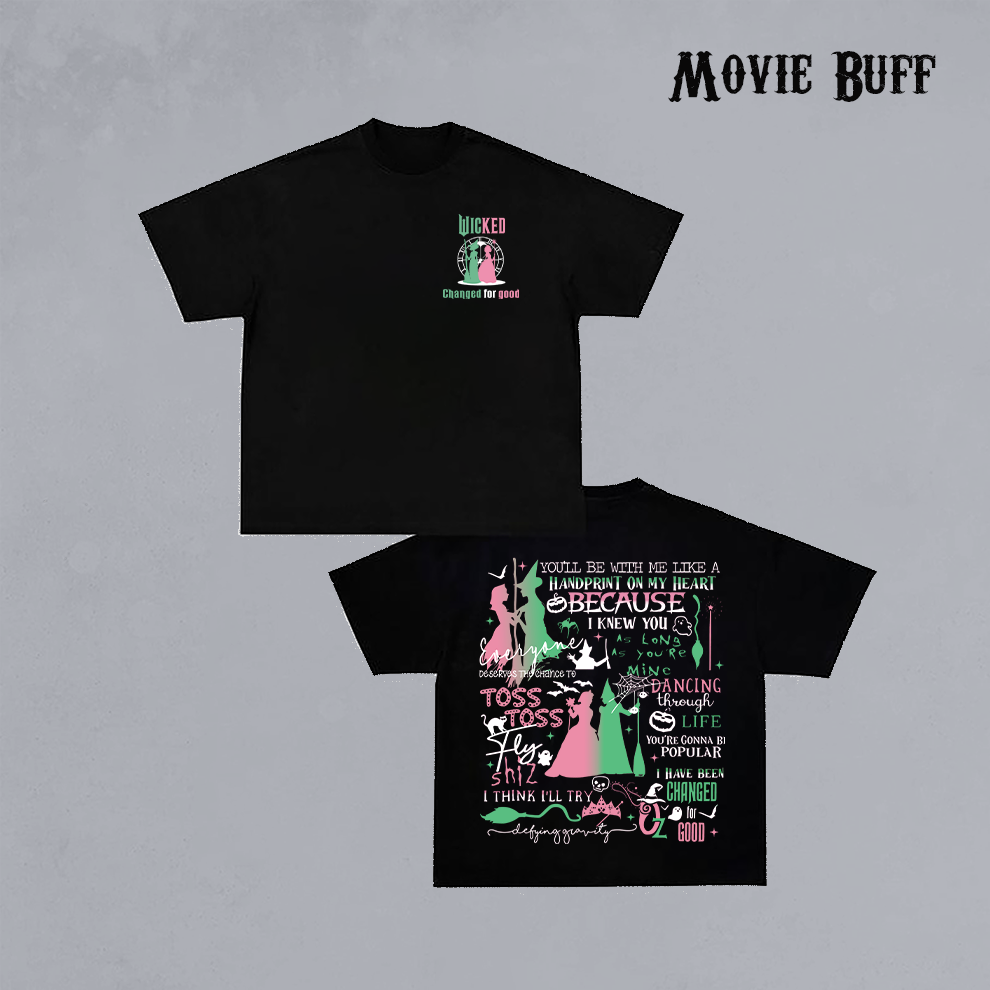 MOVIE BUFF
WICKED
Changed for good
YOU'LL BE WITH ME LIKE A
HANDPRINT ON MY HEART
BECAUSE
I KNEW YOU
AS LONG
AS YOU'RE
MINE
Everyone
DESERVES THE CHANCE TO
Fly
TOSS
TOSS
DANCING
through
LIFE
YOU'RE GONNA BE
POPULAR
shiz
I THINK I'LL TRY
defying gravity
I HAVE BEEN
CHANGED
for
GOOD
OZ